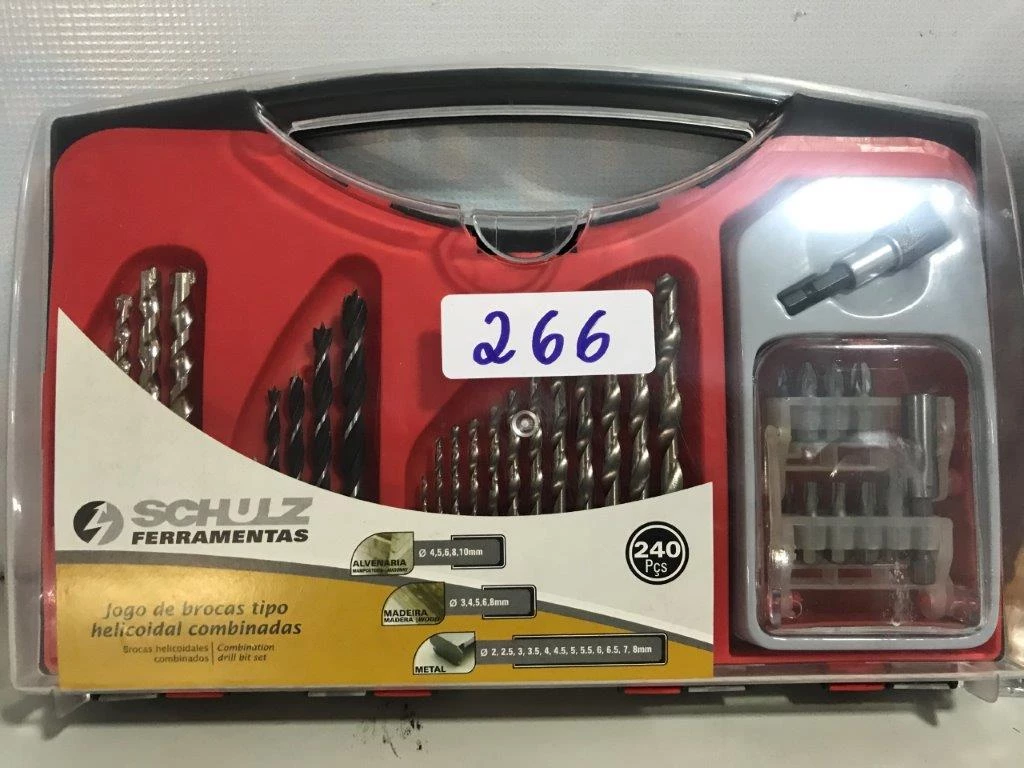 266
SCHULZ
FERRAMENTAS
240
Pçs
ALVENARIA
Ø 4,5,6,8,10mm
MADEIRA
MADERA | WOOD
Ø 3,4,5,6,8mm
METAL
Ø 2, 2.5, 3, 3.5, 4, 4.5, 5, 5.5, 6, 6.5, 7, 8mm
Jogo de brocas tipo
helicoidal combinadas
Brocas helicoidales
combinados
Combination
drill bit set